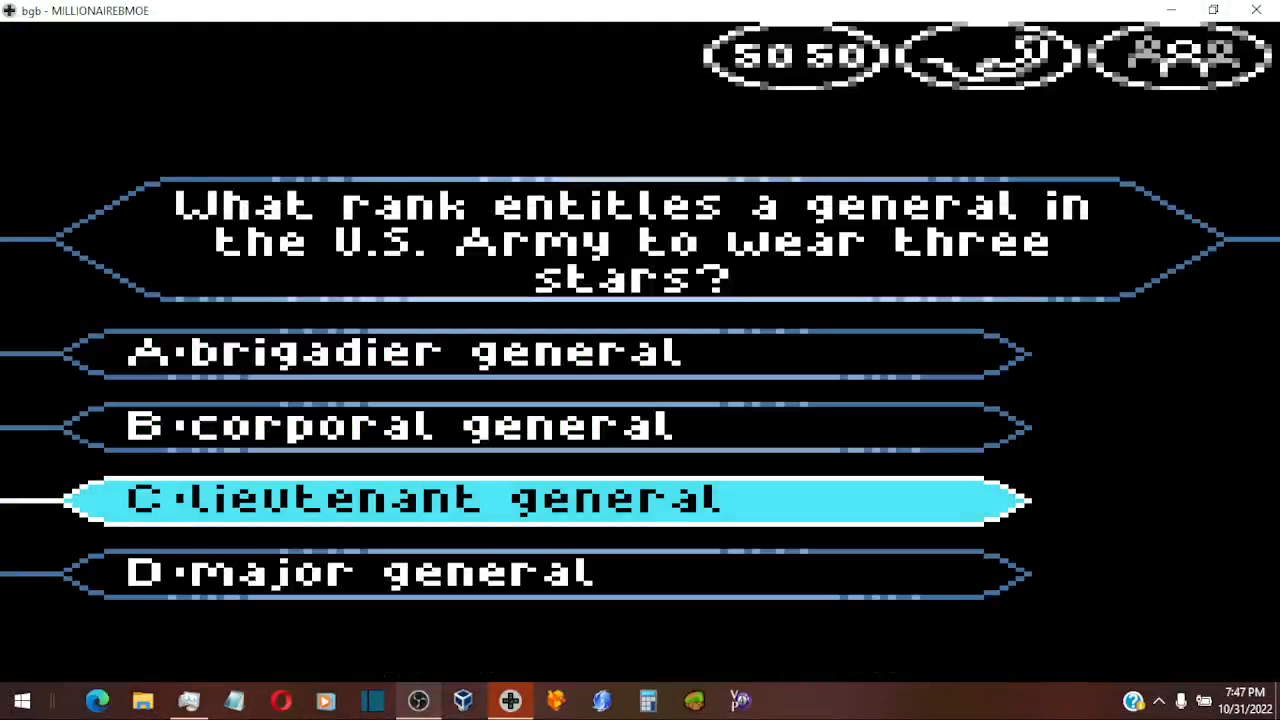 bgb - MILLIONAIREBMOE
50 50
What rank entitles a general in
the U.S. Army to wear three
stars?
A·brigadier general
B·corporal general
C·lieutenant general
D·major general
7:47 PM
10/31/2022